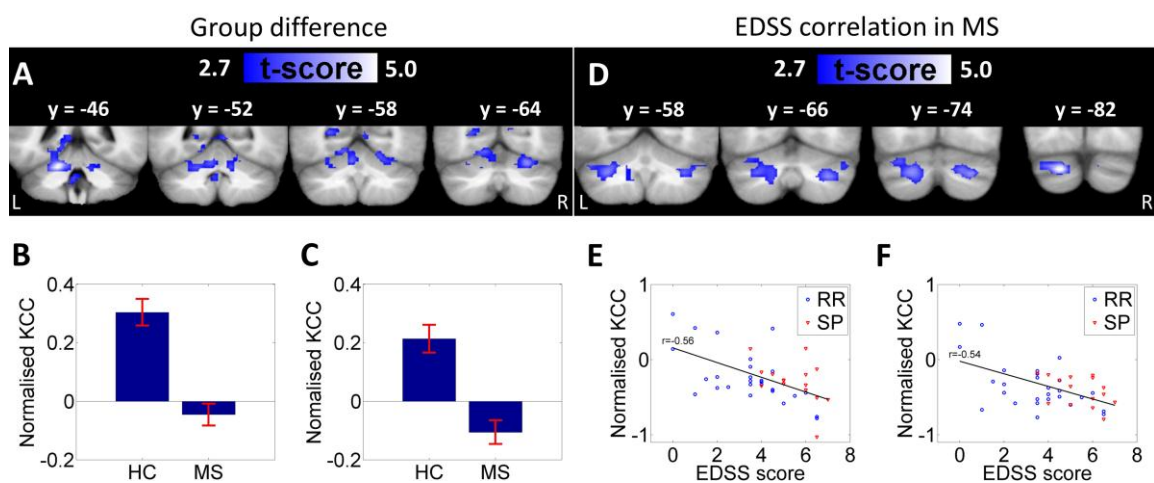 Group difference
EDSS correlation in MS
A
2.7 t-score 5.0
y = -46 y = -52 y = -58 y = -64
L R
D
2.7 t-score 5.0
y = -58 y = -66 y = -74 y = -82
L R
B
Normalised KCC
0.4
0.2
0
-0.2
HC MS
C
Normalised KCC
0.4
0.2
0
-0.2
HC MS
E
Normalised KCC
1
0
-1
r=-0.56
RR
SP
0 2 4 6 8
EDSS score
F
Normalised KCC
1
0
-1
r=-0.54
RR
SP
0 2 4 6 8
EDSS score